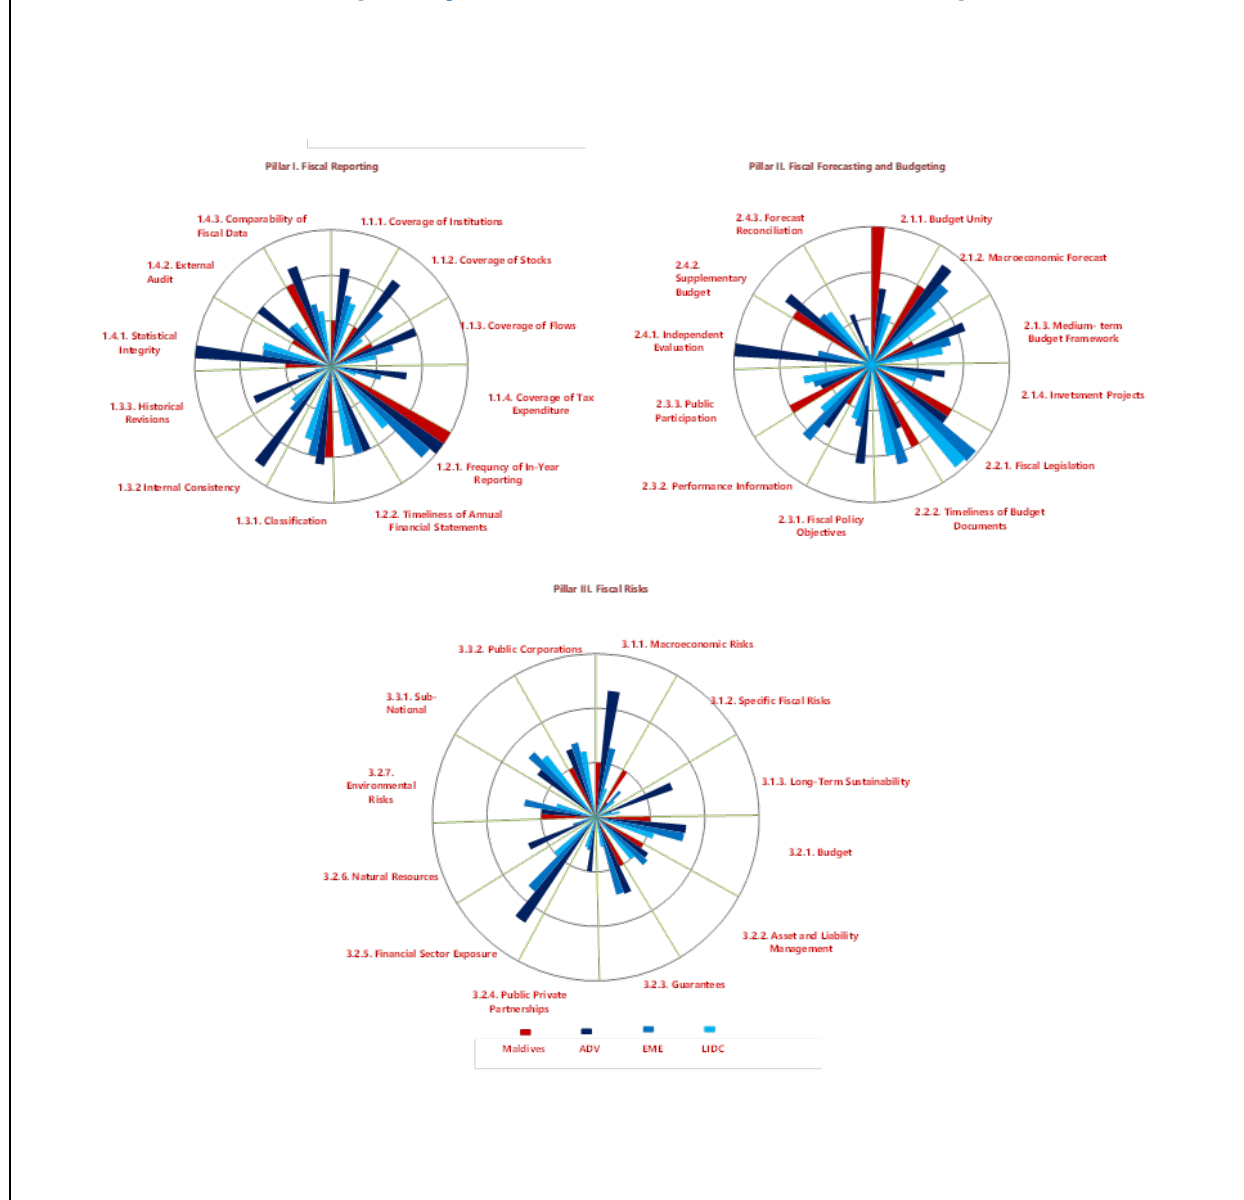 Pillar I. Fiscal Reporting
1.4.3. Comparability of
Fiscal Data
1.1.1. Coverage of Institutions
1.4.2. External
Audit
1.1.2. Coverage of Stocks
1.4.1. Statistical
Integrity
1.1.3. Coverage of Flows
1.3.3. Historical
Revisions
1.1.4. Coverage of Tax
Expenditure
1.3.2 Internal Consistency
1.2.1. Frequncy of In-Year
Reporting
1.3.1. Classification
1.2.2. Timeliness of Annual
Financial Statements
Pillar II. Fiscal Forecasting and Budgeting
2.4.3. Forecast
Reconciliation
2.1.1. Budget Unity
2.4.2.
Supplementary
Budget
2.1.2. Macroeconomic Forecast
2.4.1. Independent
Evaluation
2.1.3. Medium- term
Budget Framework
2.3.3. Public
Participation
2.1.4. Invetsment Projects
2.3.2. Performance Information
2.2.1. Fiscal Legislation
2.3.1. Fiscal Policy
Objectives
2.2.2. Timeliness of Budget
Documents
Pillar III. Fiscal Risks
3.3.2. Public Corporations
3.1.1. Macroeconomic Risks
3.3.1. Sub-
National
3.1.2. Specific Fiscal Risks
3.2.7.
Environmental
Risks
3.1.3. Long-Term Sustainability
3.2.6. Natural Resources
3.2.1. Budget
3.2.5. Financial Sector Exposure
3.2.2. Asset and Liability
Management
3.2.4. Public Private
Partnerships
3.2.3. Guarantees
Maldives ADV EME LIDC